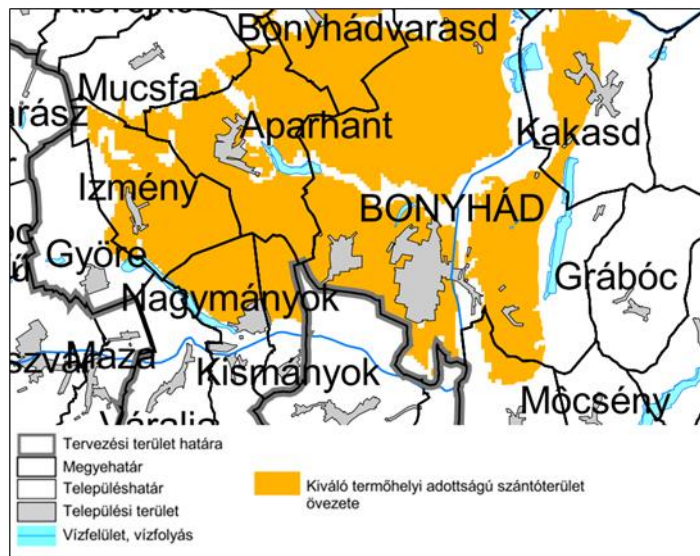 Bonyhádvarasd
Mucsfa
Aparhant
Kakasd
Izmény
BONYHÁD
Györe
Grábóc
Nagymányok
Máza
Kismányok
Mőcsény
Váralja
Tervezési terület határa
Megyehatár
Településhatár
Települési terület
Vízfelület, vízfolyás
Kiváló termőhelyi adottságú szántóterület
övezete